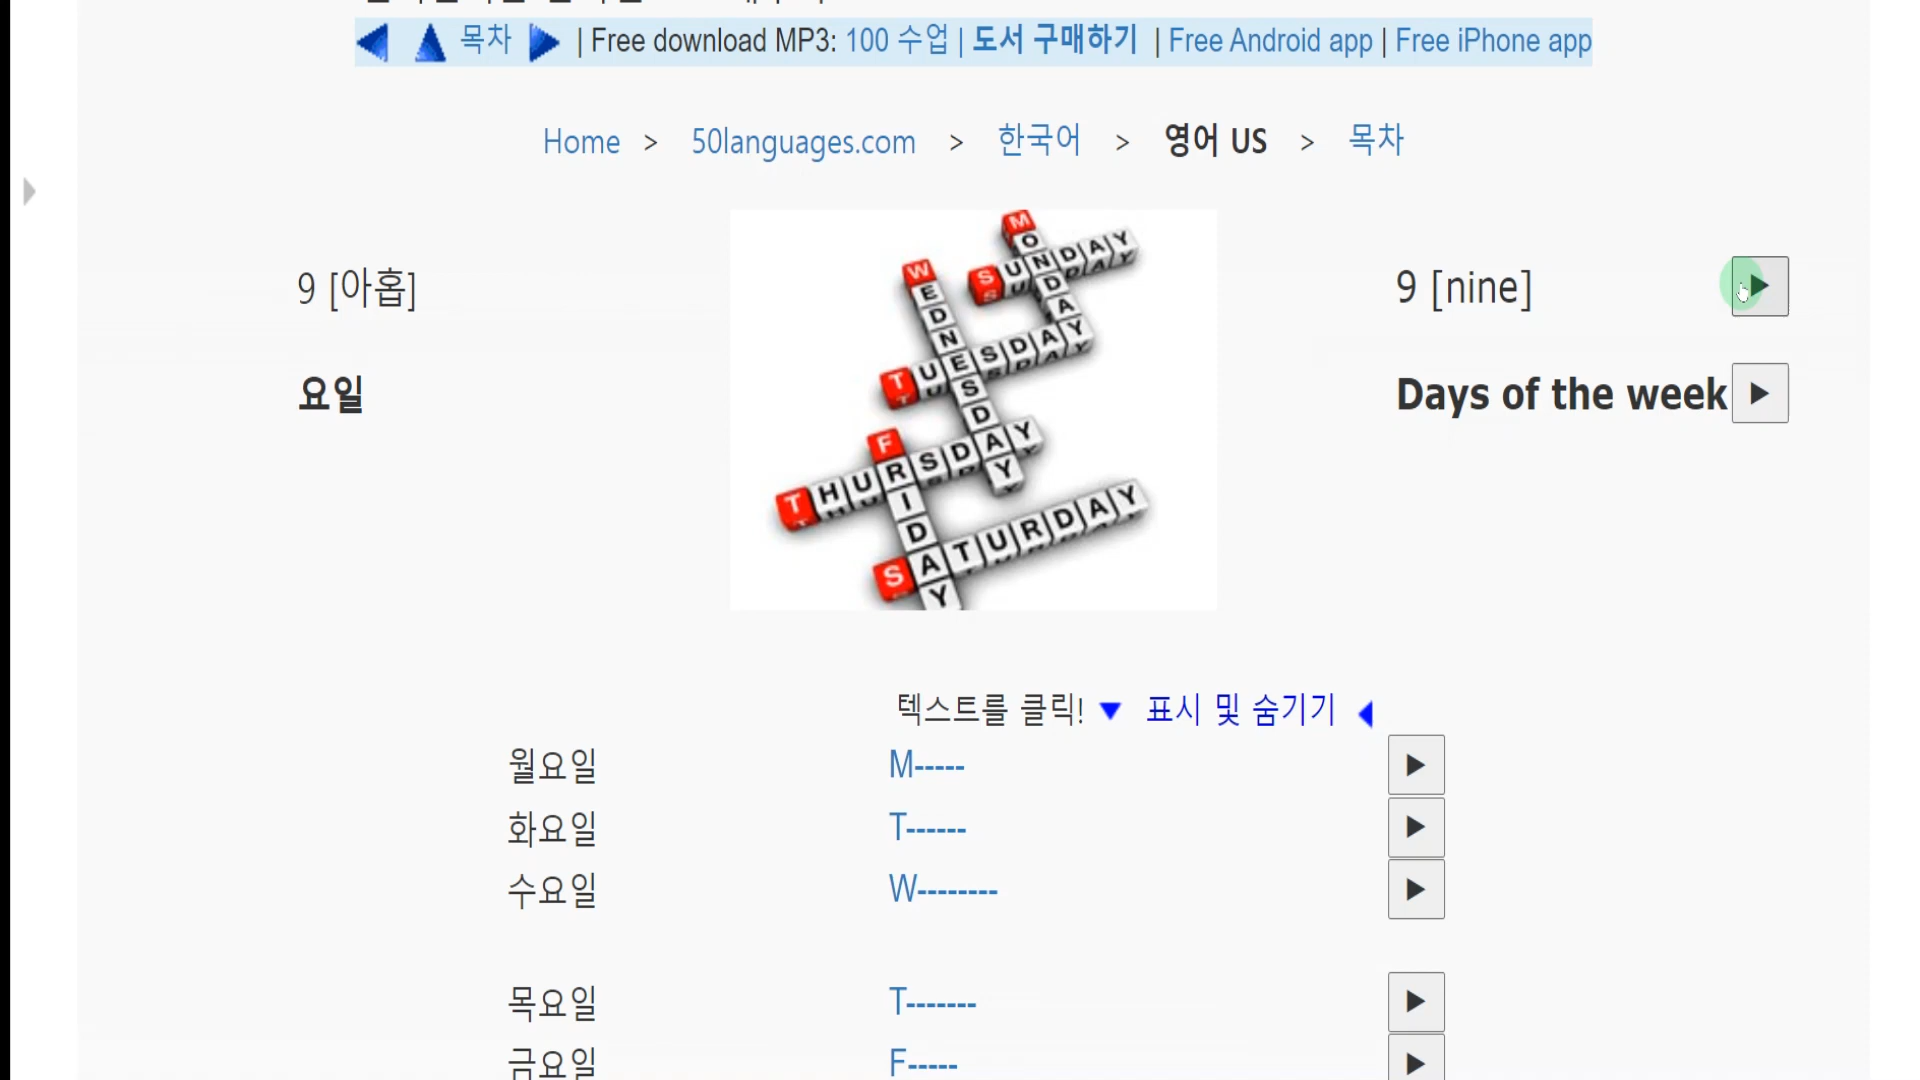 목차 | Free download MP3: 100 수업 | 도서 구매하기 | Free Android app | Free iPhone app
Home > 50languages.com > 한국어 > 영어 US > 목차
9 [아홉]
9 [nine]
요일
Days of the week
MONDAY
SUNDAY
WEDNESDAY
TUESDAY
FRIDAY
THURSDAY
SATURDAY
텍스트를 클릭! ▼ 표시 및 숨기기
월요일 M-----
화요일 T------
수요일 W--------
목요일 T-------
금요일 F-----